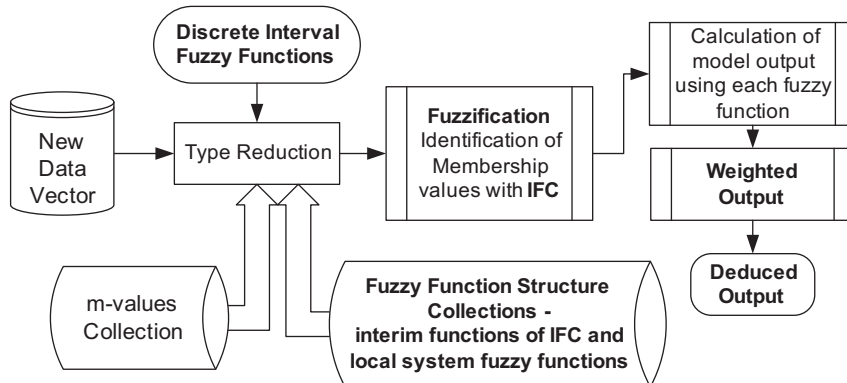 Discrete Interval
Fuzzy Functions
New
Data
Vector
Type Reduction
Fuzzification
Identification of
Membership
values with IFC
Calculation of
model output
using each fuzzy
function
Weighted
Output
Deduced
Output
m-values
Collection
Fuzzy Function Structure
Collections -
interim functions of IFC and
local system fuzzy functions